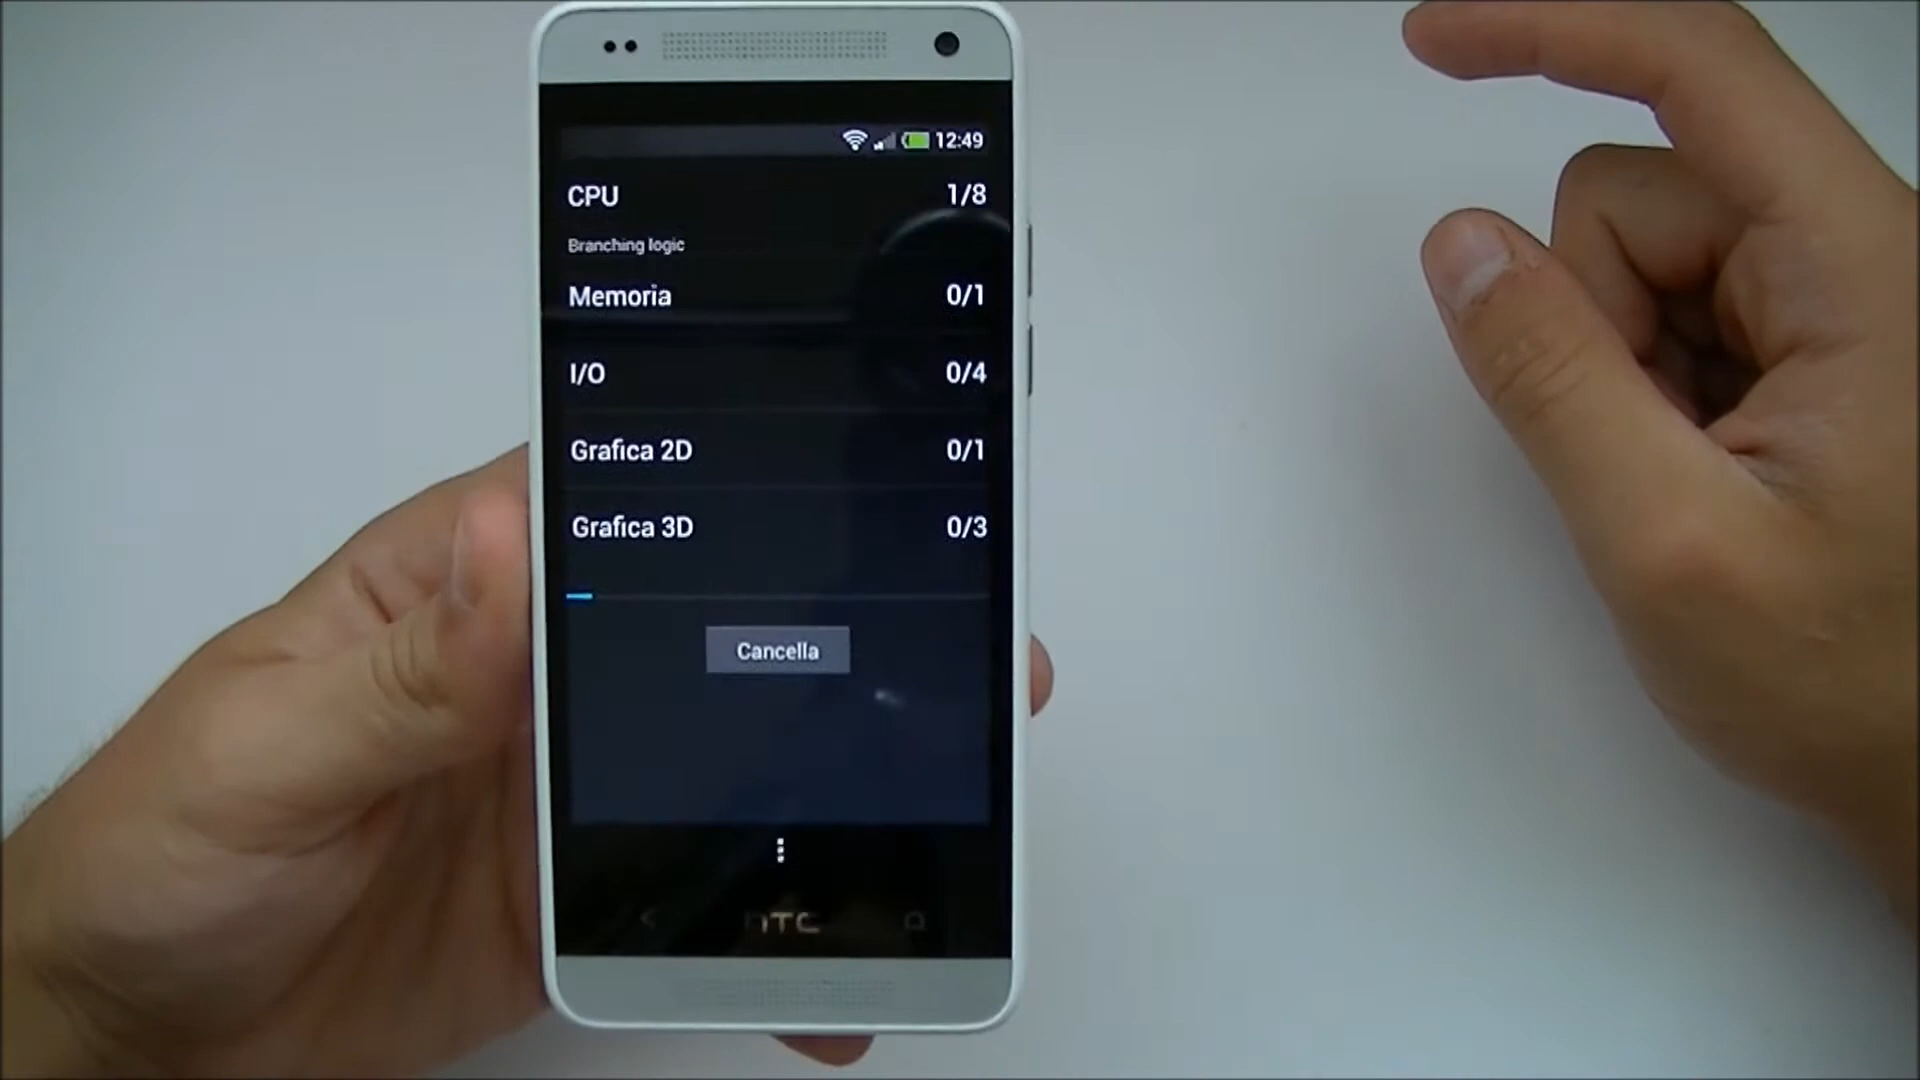 12:49
CPU 1/8
Branching logic
Memoria 0/1
I/O 0/4
Grafica 2D 0/1
Grafica 3D 0/3
Cancella
hTC